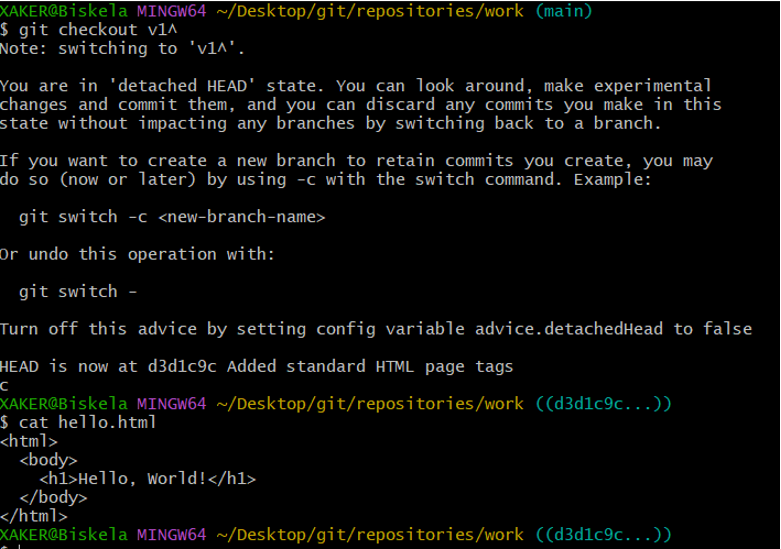 XAKER@Biskela MINGW64 ~/Desktop/git/repositories/work (main)
$ git checkout v1^
Note: switching to 'v1^'.

You are in 'detached HEAD' state. You can look around, make experimental
changes and commit them, and you can discard any commits you make in this
state without impacting any branches by switching back to a branch.

If you want to create a new branch to retain commits you create, you may
do so (now or later) by using -c with the switch command. Example:

  git switch -c <new-branch-name>

Or undo this operation with:

  git switch -

Turn off this advice by setting config variable advice.detachedHead to false

HEAD is now at d3d1c9c Added standard HTML page tags
c
XAKER@Biskela MINGW64 ~/Desktop/git/repositories/work ((d3d1c9c...))
$ cat hello.html
<html>
  <body>
    <h1>Hello, World!</h1>
  </body>
</html>
XAKER@Biskela MINGW64 ~/Desktop/git/repositories/work ((d3d1c9c...))
$